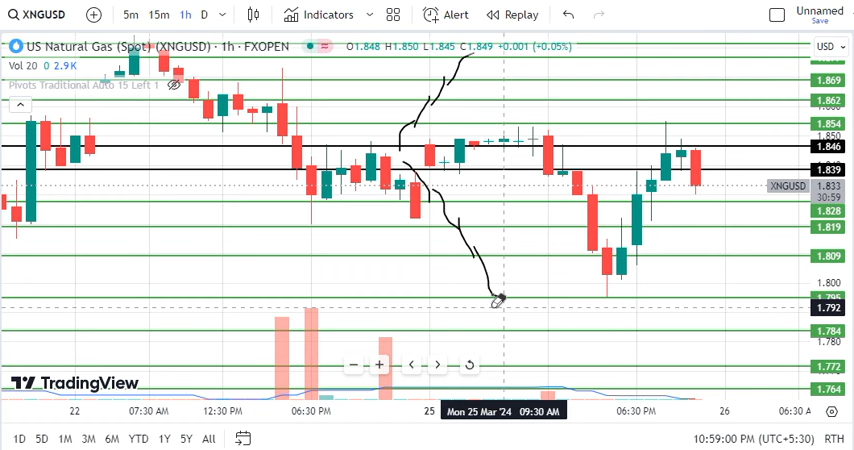 XNGUSD 5m 15m 1h D Indicators Alert Replay Unnamed
Save
US Natural Gas (Spot) (XNGUSD) · 1h · FXOPEN O1.848 H1.850 L1.845 C1.849 +0.001 (+0.05%) USD
Vol 20 0 2.9K
Pivots Traditional Auto 15 Left 1
1.869
1.862
1.854
1.850
1.846
1.839
XNGUSD 1.833
30:59
1.828
1.819
1.809
1.800
1.795
1.792
1.784
1.780
1.772
1.764
TradingView
22 07:30 AM 12:30 PM 06:30 PM 25 Mon 25 Mar '24 09:30 AM 06:30 PM 26 06:30 A
1D 5D 1M 3M 6M YTD 1Y 5Y All 10:59:00 PM (UTC+5:30) RTH